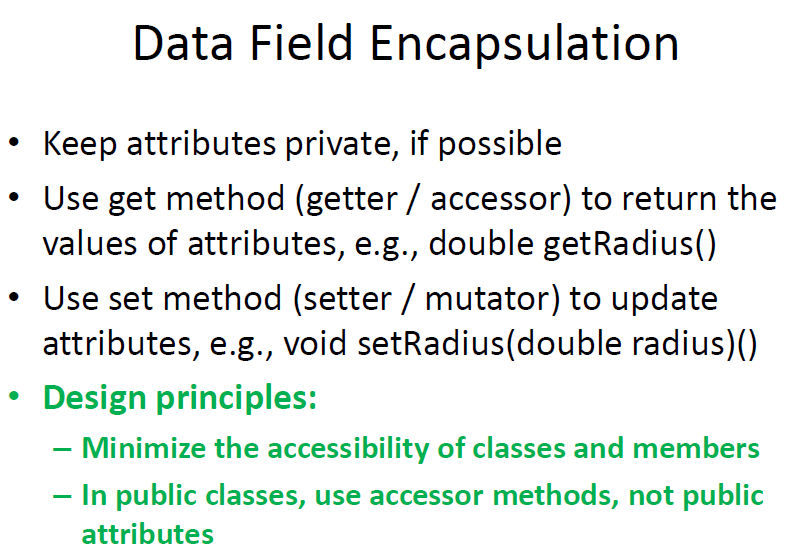 Data Field Encapsulation
• Keep attributes private, if possible
• Use get method (getter / accessor) to return the
values of attributes, e.g., double getRadius()
• Use set method (setter / mutator) to update
attributes, e.g., void setRadius(double radius)()
• Design principles:
– Minimize the accessibility of classes and members
– In public classes, use accessor methods, not public
attributes